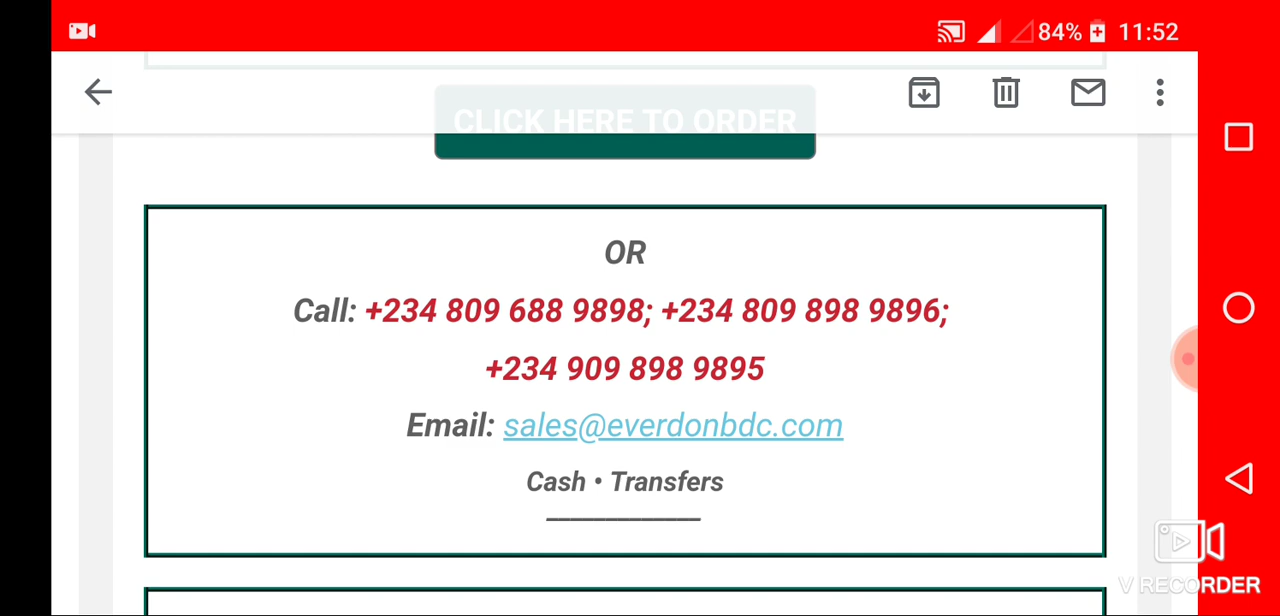 84% 11:52
CLICK HERE TO ORDER
OR
Call: +234 809 688 9898; +234 809 898 9896;
+234 909 898 9895
Email: sales@everdonbdc.com
Cash • Transfers
V RECORDER